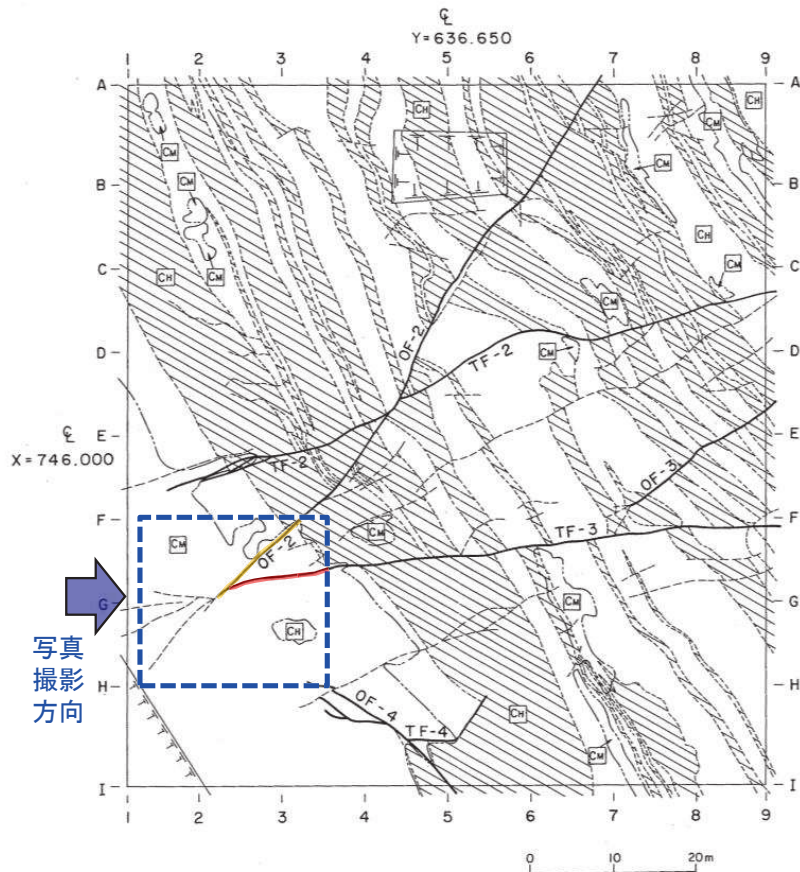 ℄
Y=636.650
1 2 3 4 5 6 7 8 9
A A
CH
CH
CM
CM
CM
CM
B B
CH
CM
C C
CH
CM
CM
CM
OF-2
D D
TF-2
CM
E E
℄
X=746.000
TF-2
OF-3
F F
TF-3
CM
OF-2
CM
G G
CM
CH
写真
撮影
方向
H H
OF-4
TF-4
CH
CM
I I
1 2 3 4 5 6 7 8 9
0 10 20m